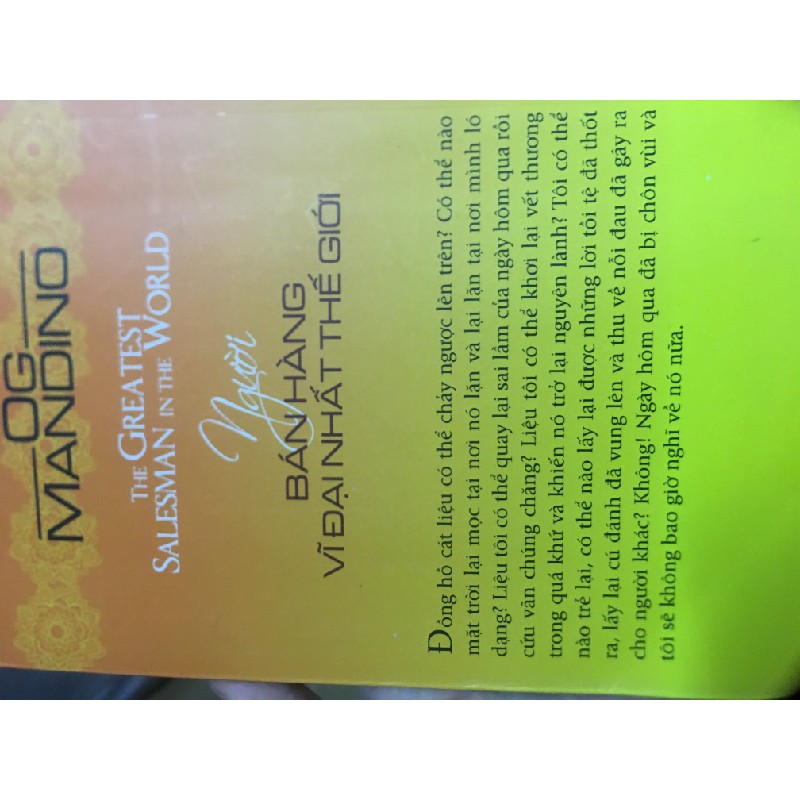 OG
MANDINO
THE GREATEST
SALESMAN IN THE WORLD
Người
BÁN HÀNG
VĨ ĐẠI NHẤT THẾ GIỚI
Đồng hồ cát liệu có thể chảy ngược lên trên? Có thể nào
mặt trời lại mọc tại nơi nó lặn và lại lặn tại nơi mình ló
dạng? Liệu tôi có thể quay lại sai lầm của ngày hôm qua rồi
cứu vãn chúng chăng? Liệu tôi có thể khơi lại vết thương
trong quá khứ và khiến nó trở lại nguyên lành? Tôi có thể
nào trẻ lại, có thể nào lấy lại được những lời tồi tệ đã thốt
ra, lấy lại cú đánh đã vung lên và thu về nỗi đau đã gây ra
cho người khác? Không! Ngày hôm qua đã bị chôn vùi và
tôi sẽ không bao giờ nghĩ về nó nữa.